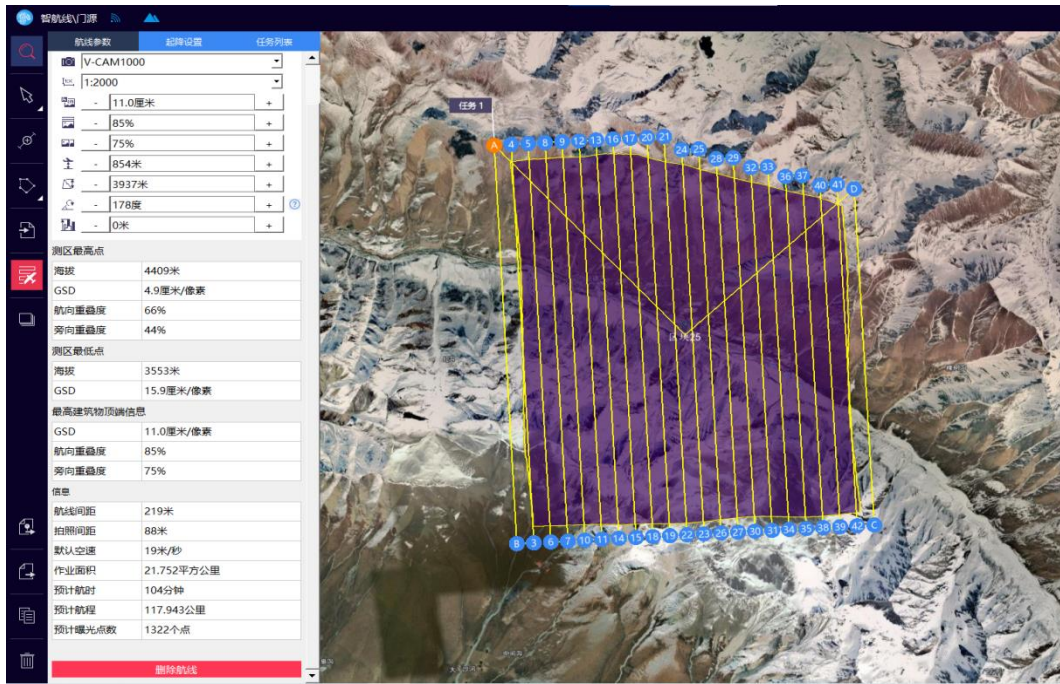 智航线\门源
航线参数 起降设置 任务列表
V-CAM1000
1:2000
- 11.0厘米 +
- 85% +
- 75% +
- 854米 +
- 3937米 +
- 178度 + ?
- 0米 +
测区最高点
海拔 4409米
GSD 4.9厘米/像素
航向重叠度 66%
旁向重叠度 44%
测区最低点
海拔 3553米
GSD 15.9厘米/像素
最高建筑物顶端信息
GSD 11.0厘米/像素
航向重叠度 85%
旁向重叠度 75%
信息
航线间距 219米
拍照间距 88米
默认空速 19米/秒
作业面积 21.752平方公里
预计航时 104分钟
预计航程 117.943公里
预计曝光点数 1322个点
删除航线
任务 1
A 4 5 8 9 12 13 16 17 20 21 24 25 28 29 32 33 36 37 40 41 D
25
B 3 6 7 10 11 14 15 18 19 22 23 26 27 30 31 34 35 38 39 42 C